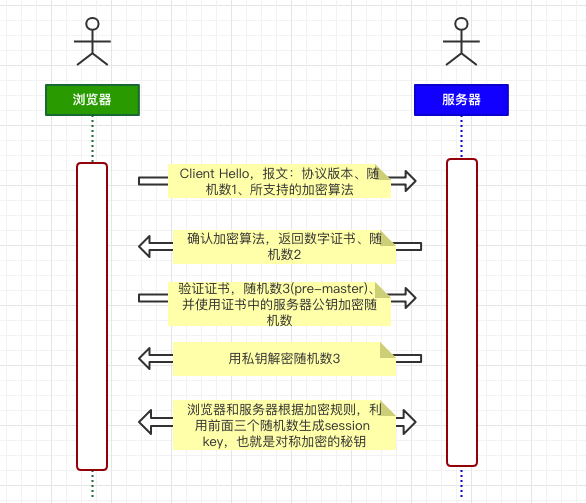 浏览器
服务器
Client Hello，报文：协议版本、随
机数1、所支持的加密算法
确认加密算法，返回数字证书、随
机数2
验证证书，随机数3(pre-master)、
并使用证书中的服务器公钥加密随
机数
用私钥解密随机数3
浏览器和服务器根据加密规则，利
用前面三个随机数生成session
key，也就是对称加密的秘钥